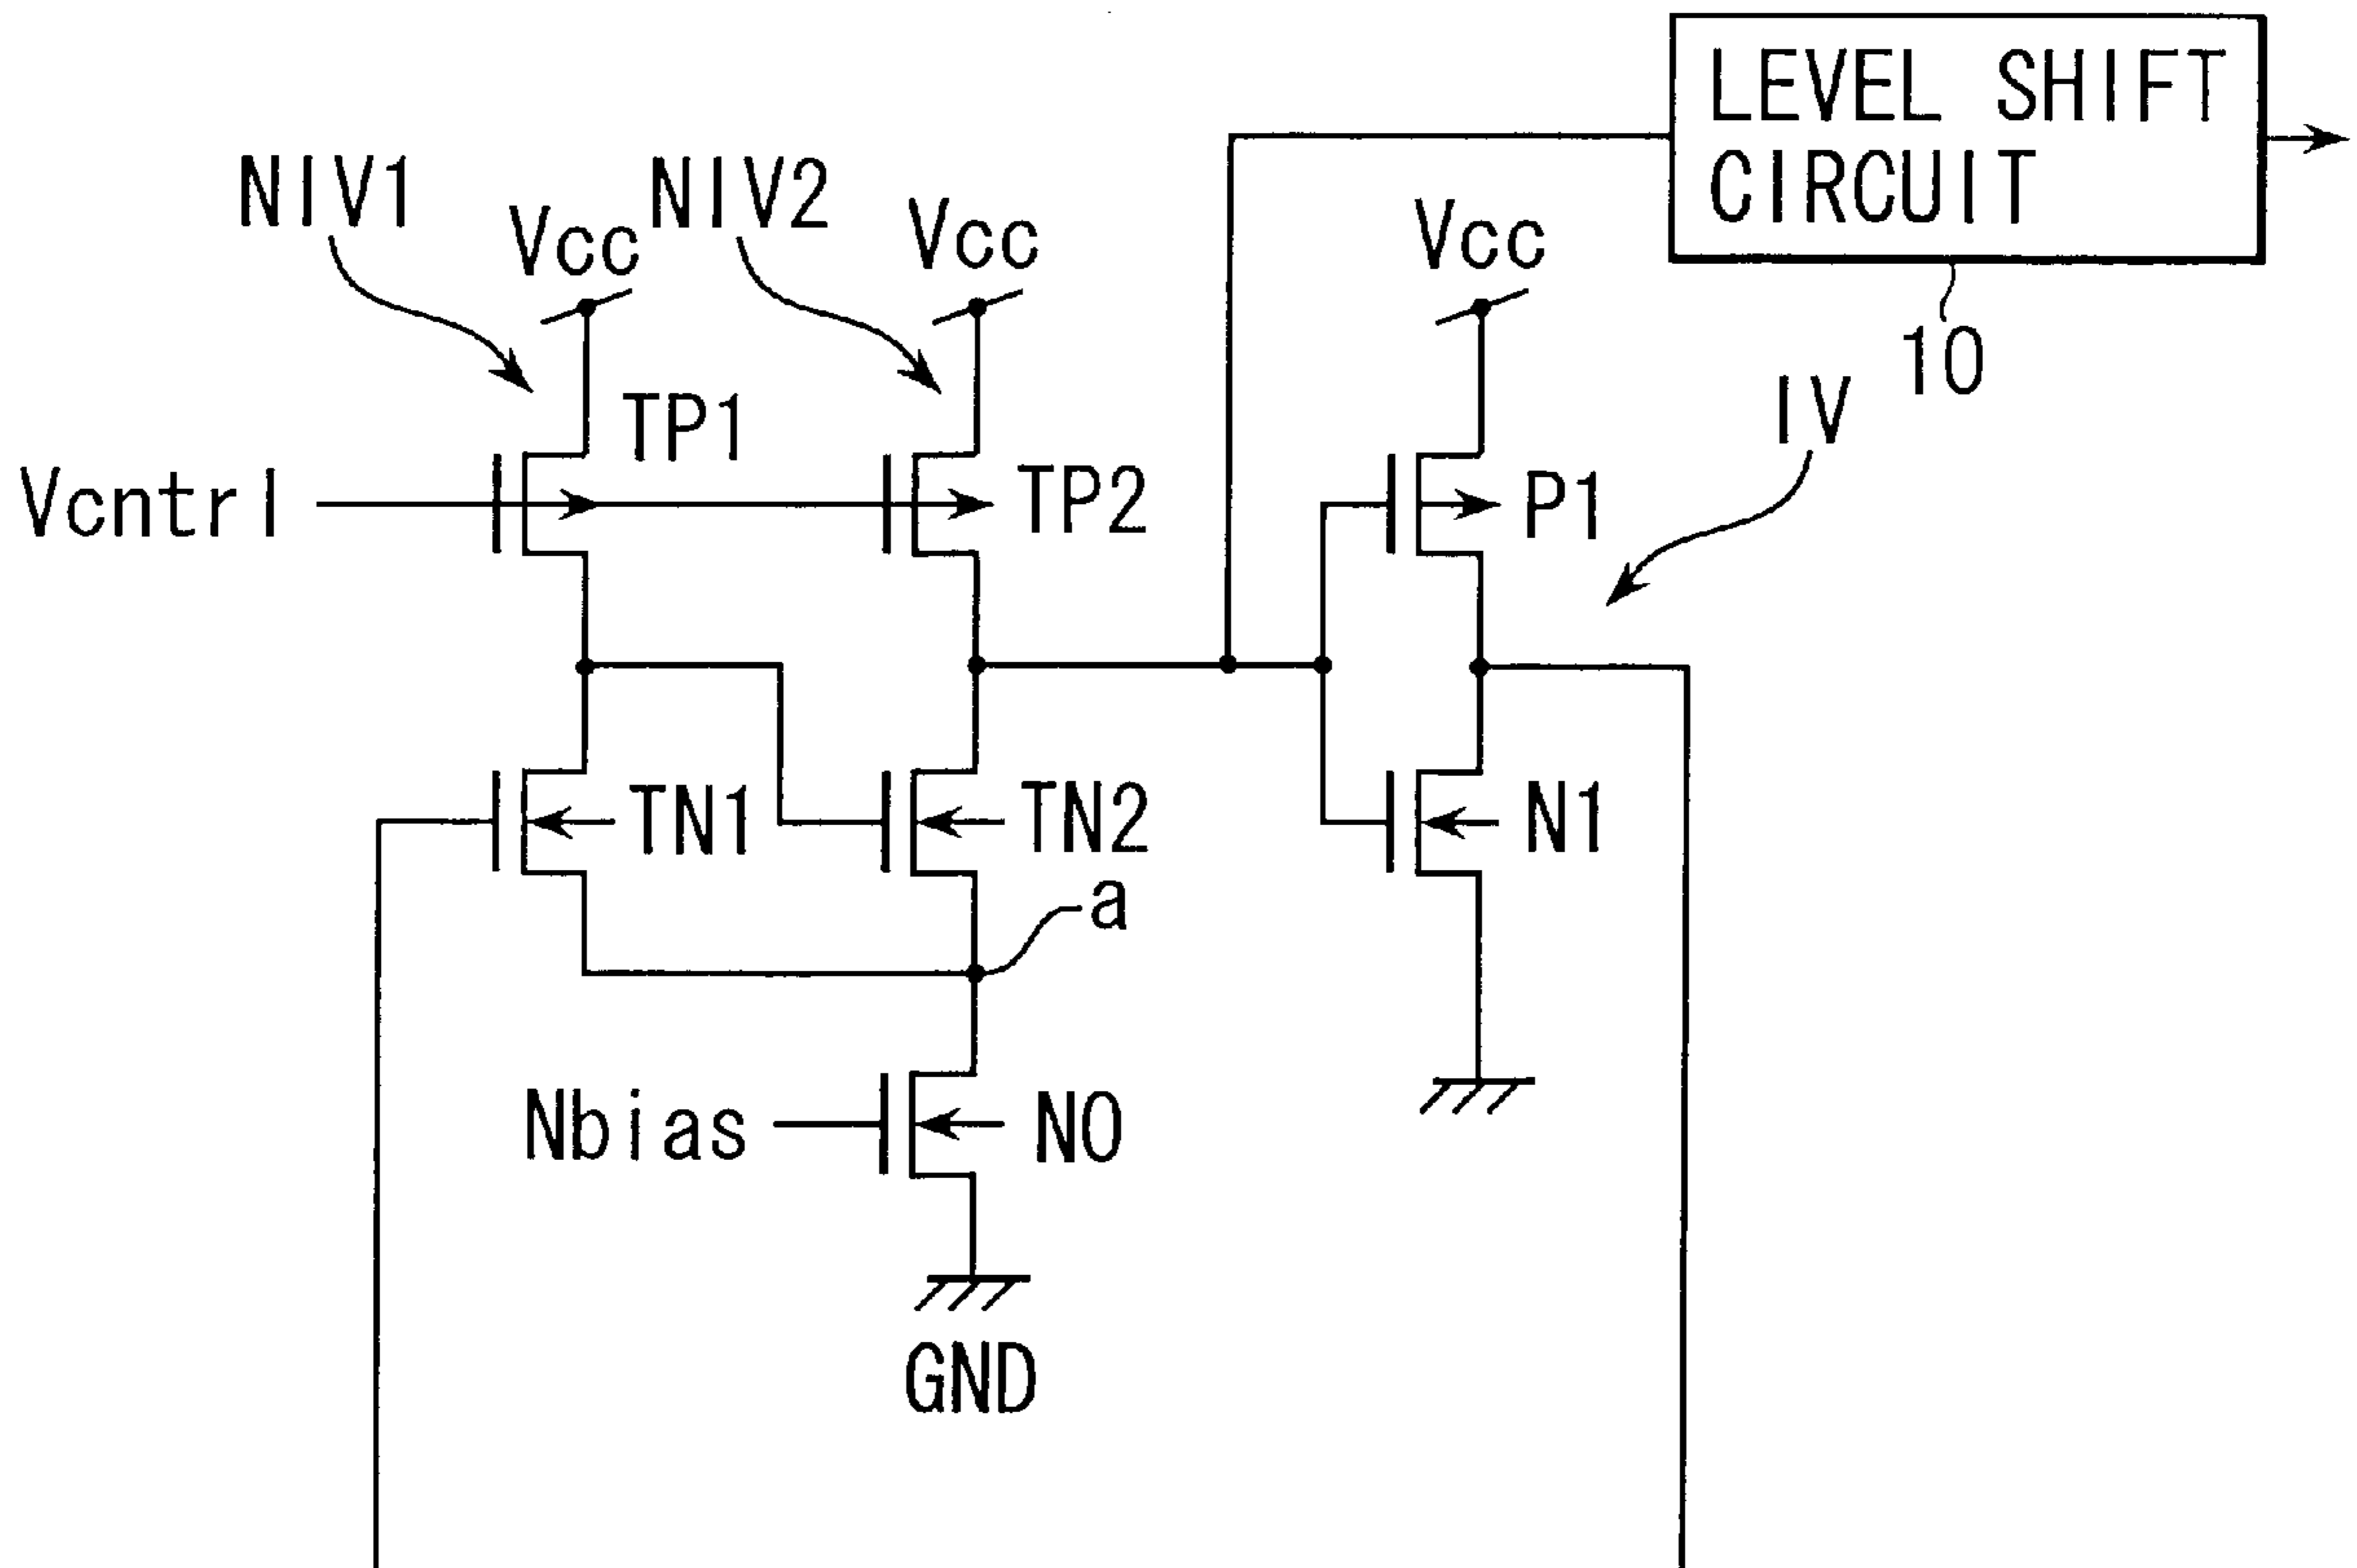 LEVEL SHIFT
CIRCUIT
NIV1
Vcc
NIV2
Vcc
Vcc
10
IV
TP1
Vcntrl
TP2
P1
TN1
TN2
N1
a
Nbias
N0
GND